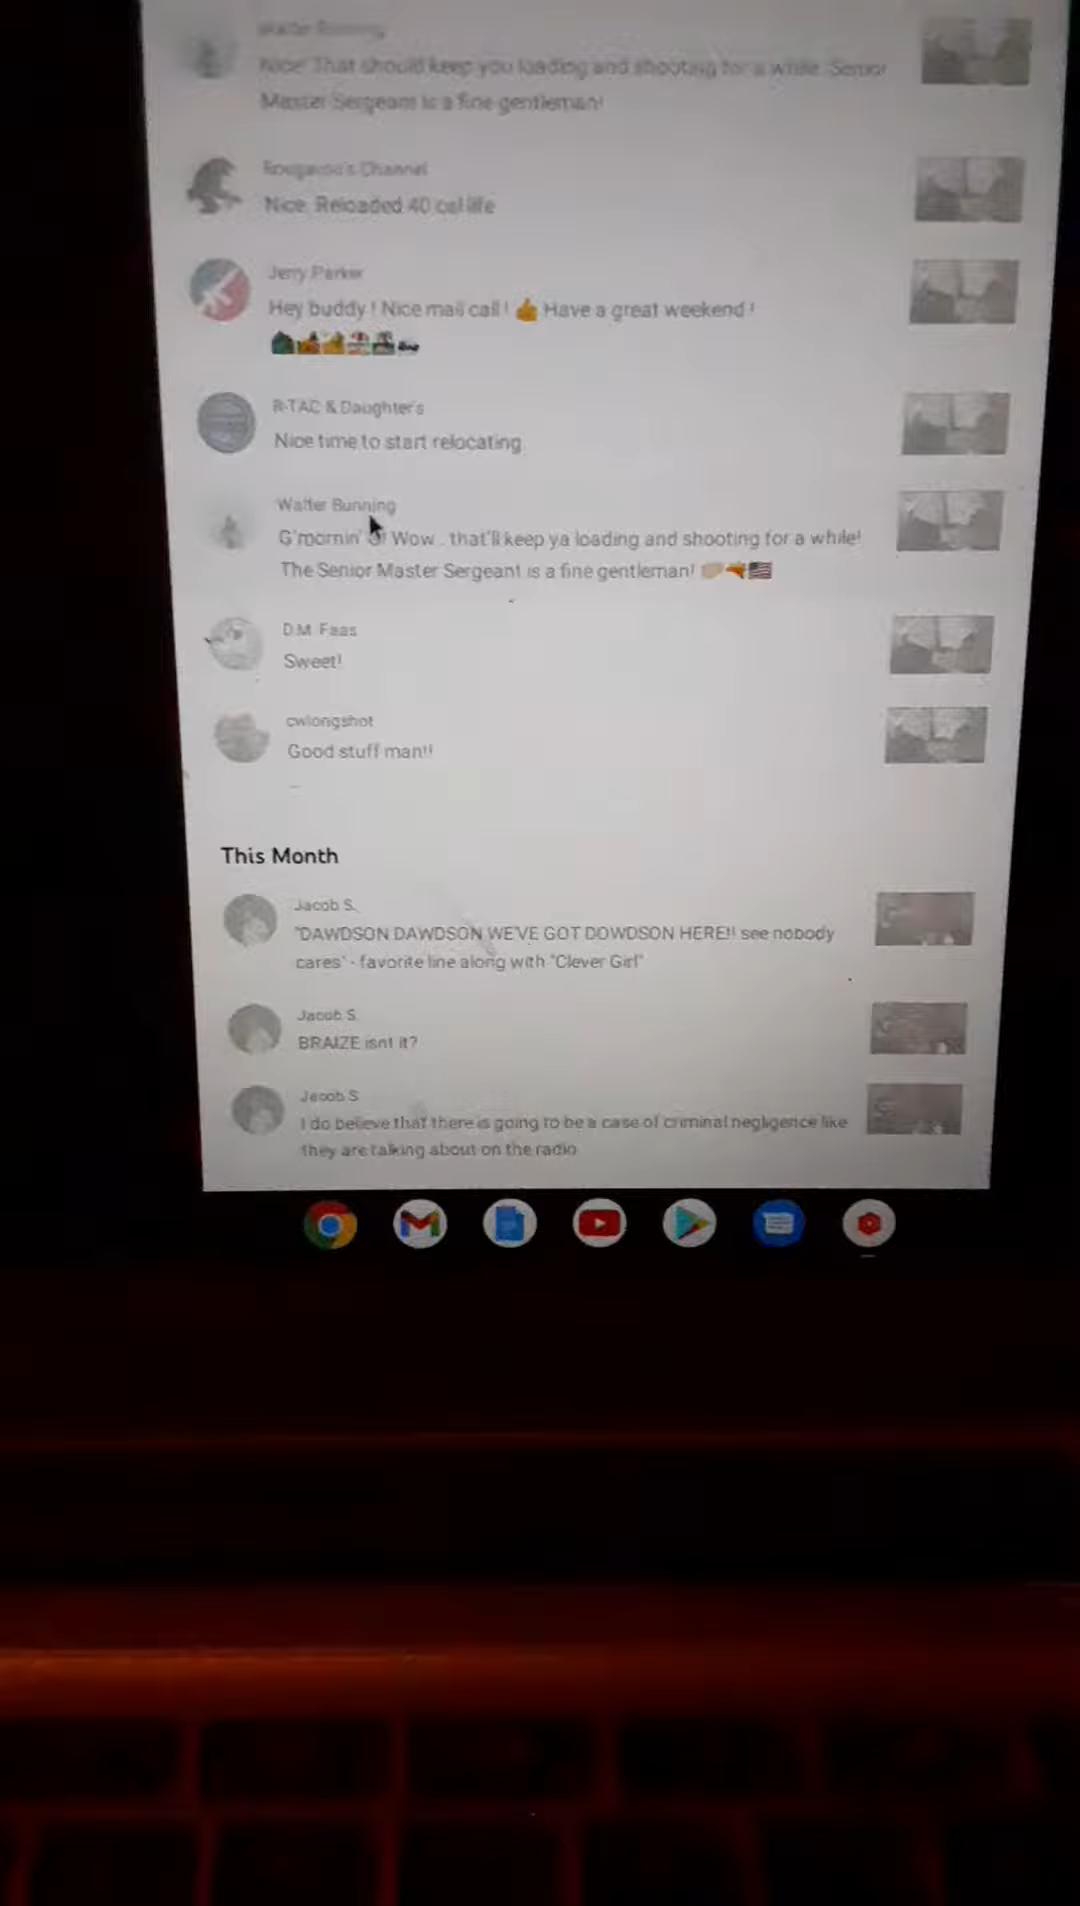 Walter Bunning
Nice! That should keep you loading and shooting for a while. Senior
Master Sergeant is a fine gentleman!
Channel
Nice. Reloaded 40 cal life
Jerry Parker
Hey buddy ! Nice mail call ! 👍 Have a great weekend !
R-TAC & Daughter's
Nice time to start relocating
Walter Bunning
G'mornin' Wow.. that'll keep ya loading and shooting for a while!
The Senior Master Sergeant is a fine gentleman!
D.M. Faas
Sweet!
cwlongshot
Good stuff man!!
...
This Month
Jacob S.
"DAWDSON DAWDSON WE'VE GOT DOWDSON HERE!! see nobody
cares" - favorite line along with "Clever Girl"
Jacob S.
BRAIZE isnt it?
Jacob S.
I do believe that there is going to be a case of criminal negligence like
they are talking about on the radio